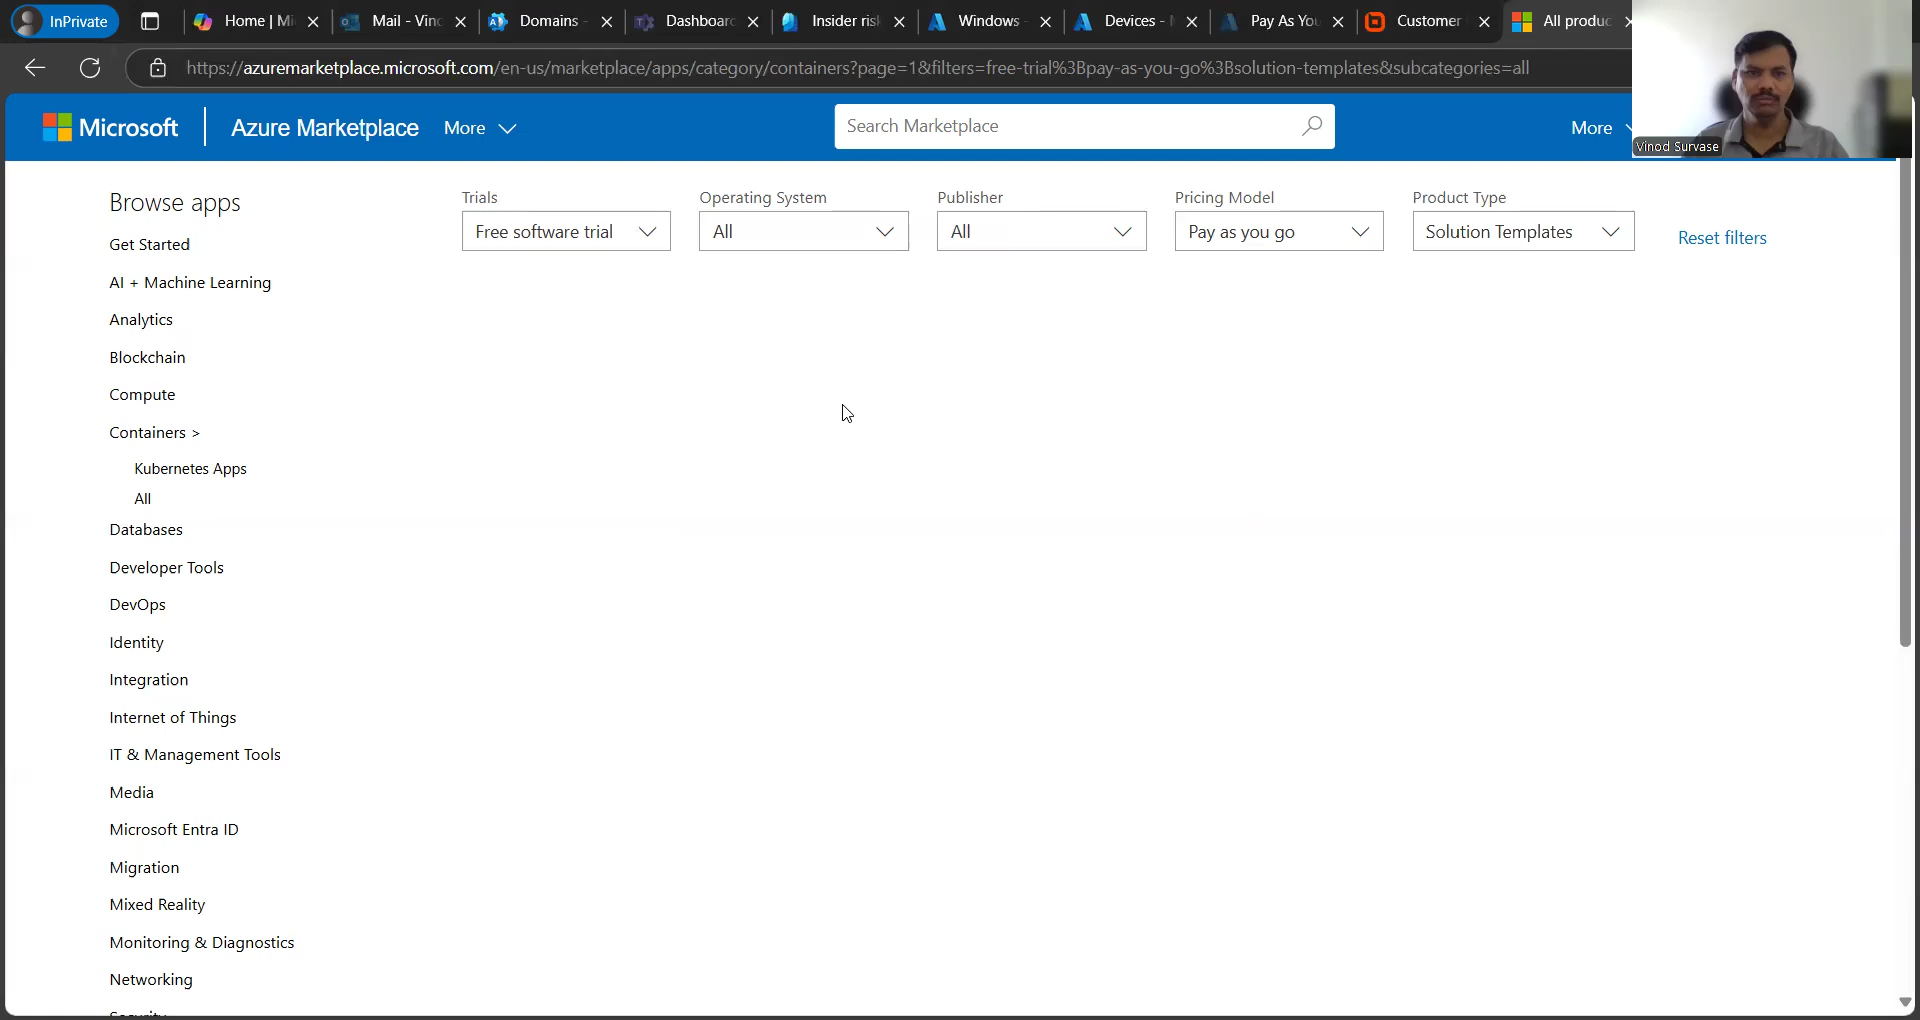 InPrivate
Home | Mi
Mail - Vinc
Domains -
Dashboard
Insider risk
Windows -
Devices - M
Pay As You
Customer
All produc
https://azuremarketplace.microsoft.com/en-us/marketplace/apps/category/containers?page=1&filters=free-trial%3Bpay-as-you-go%3Bsolution-templates&subcategories=all
Microsoft
Azure Marketplace
More
Search Marketplace
More
Vinod Survase
Browse apps
Trials
Operating System
Publisher
Pricing Model
Product Type
Free software trial
All
All
Pay as you go
Solution Templates
Reset filters
Get Started
AI + Machine Learning
Analytics
Blockchain
Compute
Containers >
Kubernetes Apps
All
Databases
Developer Tools
DevOps
Identity
Integration
Internet of Things
IT & Management Tools
Media
Microsoft Entra ID
Migration
Mixed Reality
Monitoring & Diagnostics
Networking
Security